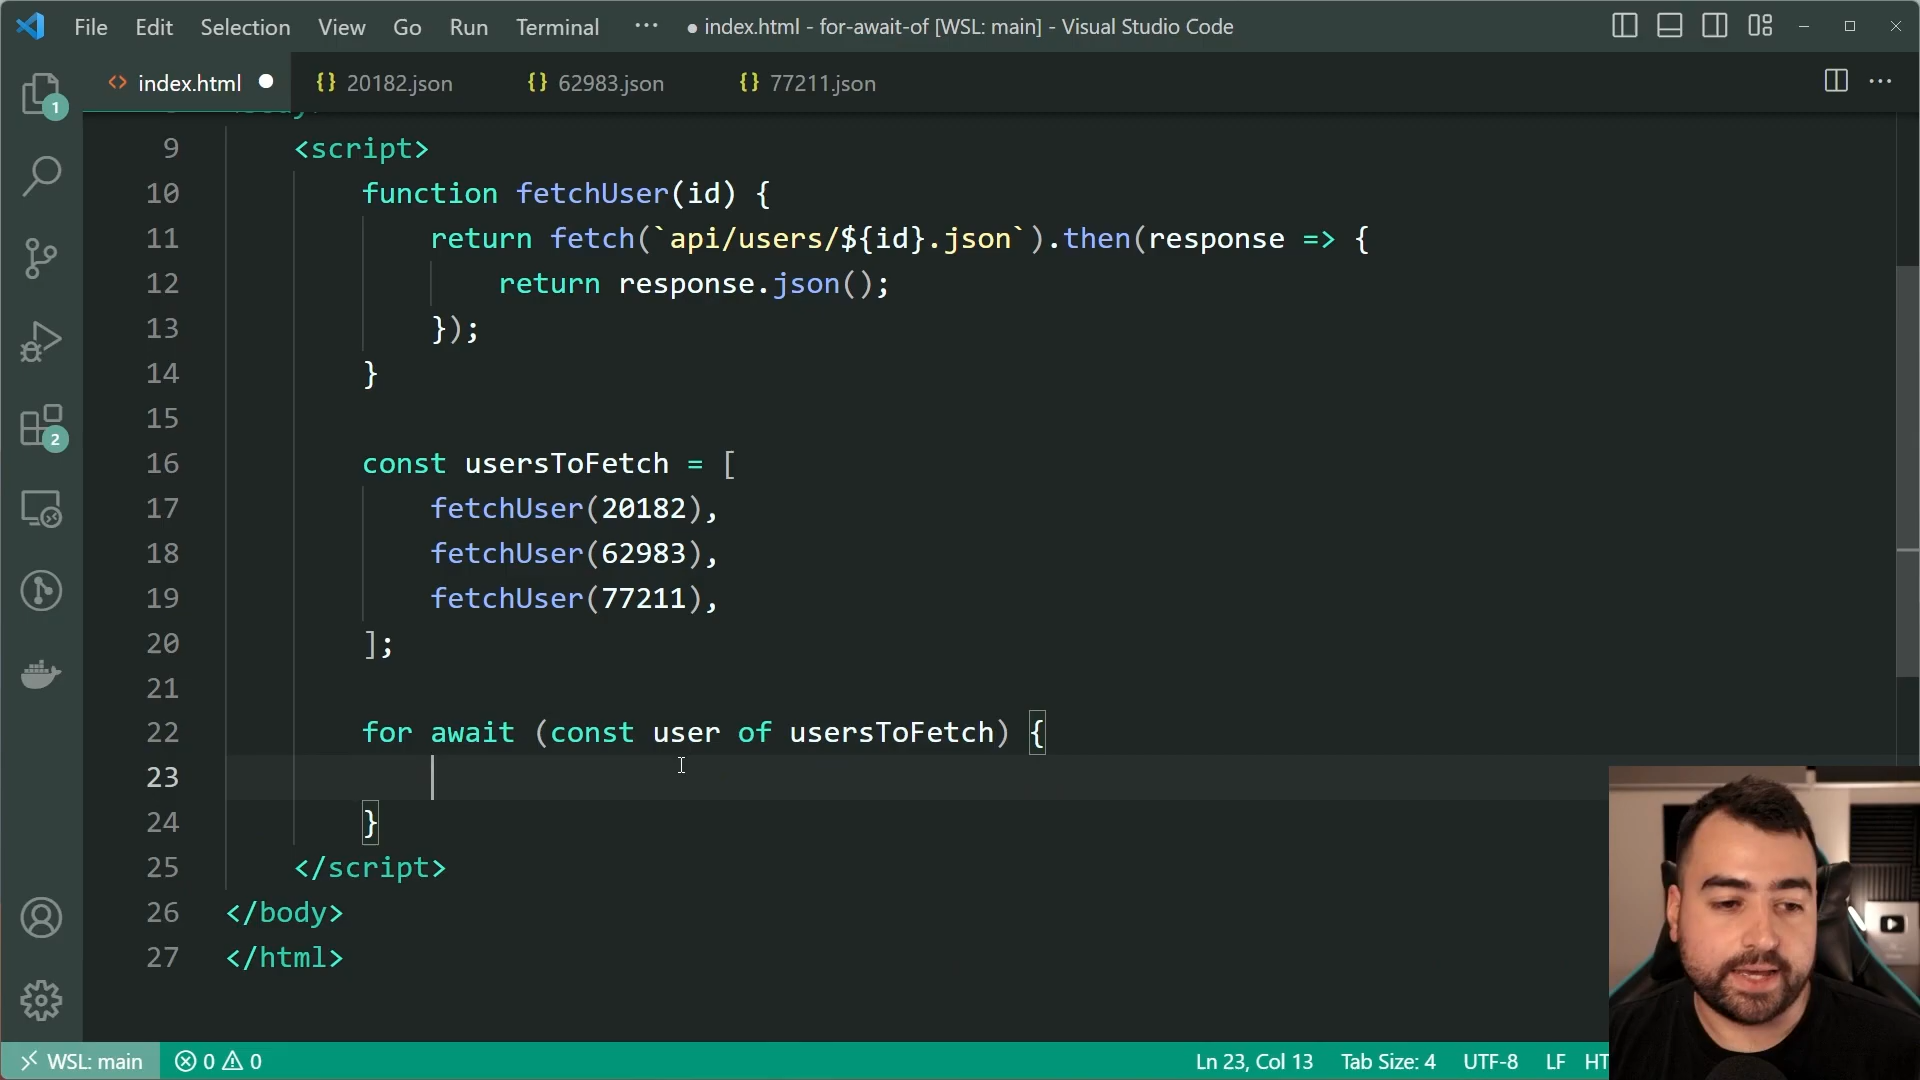 File Edit Selection View Go Run Terminal ··· ● index.html - for-await-of [WSL: main] - Visual Studio Code
<> index.html ● {} 20182.json {} 62983.json {} 77211.json ···
9 <script>
10 function fetchUser(id) {
11 return fetch(`api/users/${id}.json`).then(response => {
12 return response.json();
13 });
14 }
15
16 const usersToFetch = [
17 fetchUser(20182),
18 fetchUser(62983),
19 fetchUser(77211),
20 ];
21
22 for await (const user of usersToFetch) {
23
24 }
25 </script>
26 </body>
27 </html>
1
2
WSL: main 0 0 Ln 23, Col 13 Tab Size: 4 UTF-8 LF HT